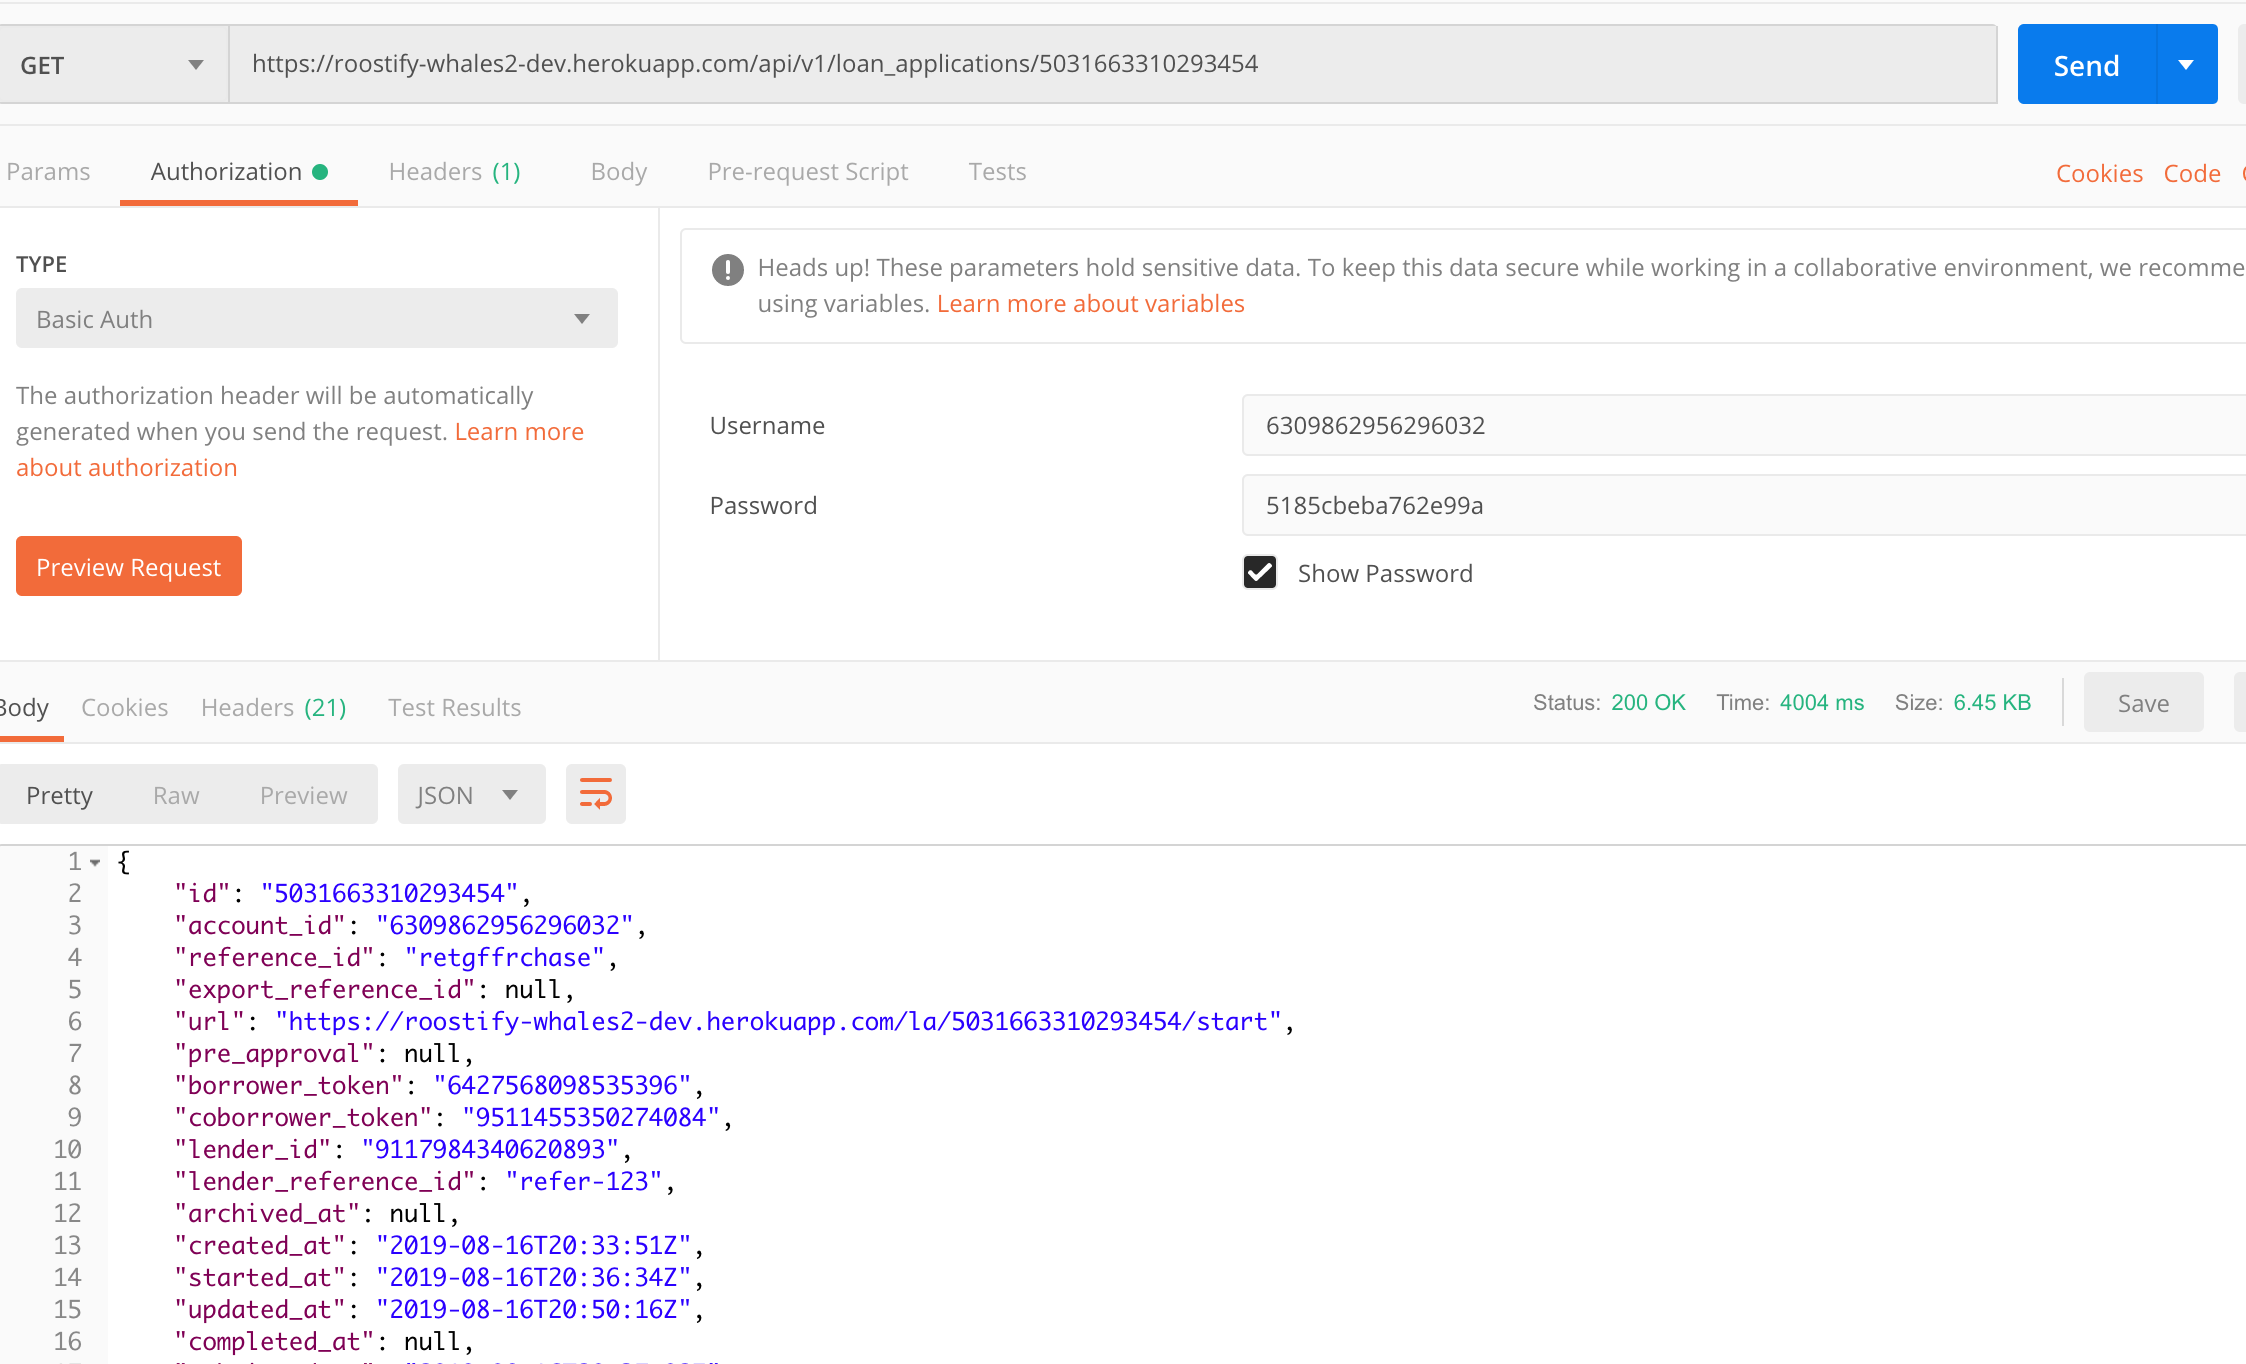 GET https://roostify-whales2-dev.herokuapp.com/api/v1/loan_applications/5031663310293454 Send
Params Authorization Headers (1) Body Pre-request Script Tests Cookies Code
TYPE
Basic Auth
The authorization header will be automatically
generated when you send the request. Learn more
about authorization
Preview Request
Heads up! These parameters hold sensitive data. To keep this data secure while working in a collaborative environment, we recomme
using variables. Learn more about variables
Username 6309862956296032
Password 5185cbeba762e99a
Show Password
Body Cookies Headers (21) Test Results Status: 200 OK Time: 4004 ms Size: 6.45 KB Save
Pretty Raw Preview JSON
1 {
2 "id": "5031663310293454",
3 "account_id": "6309862956296032",
4 "reference_id": "retgffrchase",
5 "export_reference_id": null,
6 "url": "https://roostify-whales2-dev.herokuapp.com/la/5031663310293454/start",
7 "pre_approval": null,
8 "borrower_token": "6427568098535396",
9 "coborrower_token": "9511455350274084",
10 "lender_id": "9117984340620893",
11 "lender_reference_id": "refer-123",
12 "archived_at": null,
13 "created_at": "2019-08-16T20:33:51Z",
14 "started_at": "2019-08-16T20:36:34Z",
15 "updated_at": "2019-08-16T20:50:16Z",
16 "completed_at": null,